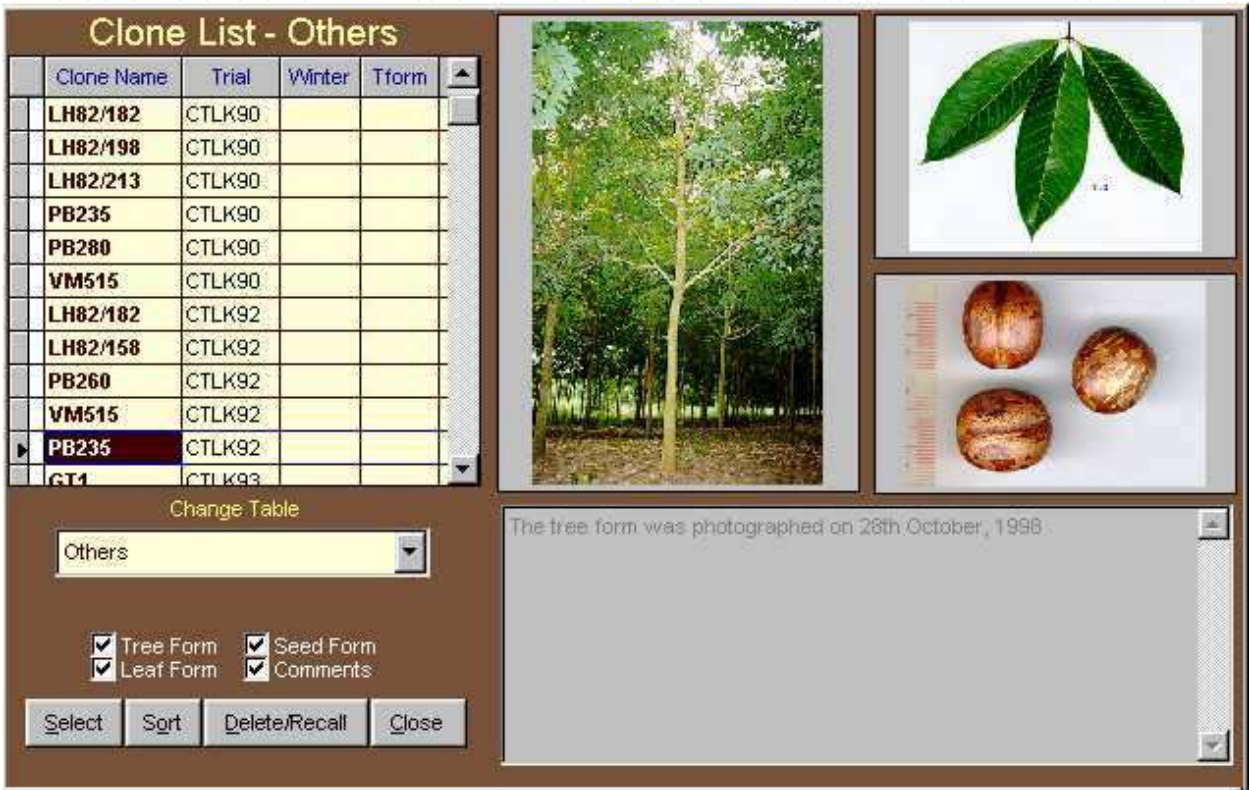 Clone List - Others
Clone Name Trial Winter Tform
LH82/182 CTLK90
LH82/198 CTLK90
LH82/213 CTLK90
PB235 CTLK90
PB280 CTLK90
VM515 CTLK90
LH82/182 CTLK92
LH82/158 CTLK92
PB260 CTLK92
VM515 CTLK92
PB235 CTLK92
GT1 CTLK93
Change Table
Others
Tree Form Seed Form
Leaf Form Comments
Select Sort Delete/Recall Close
The tree form was photographed on 28th October, 1998